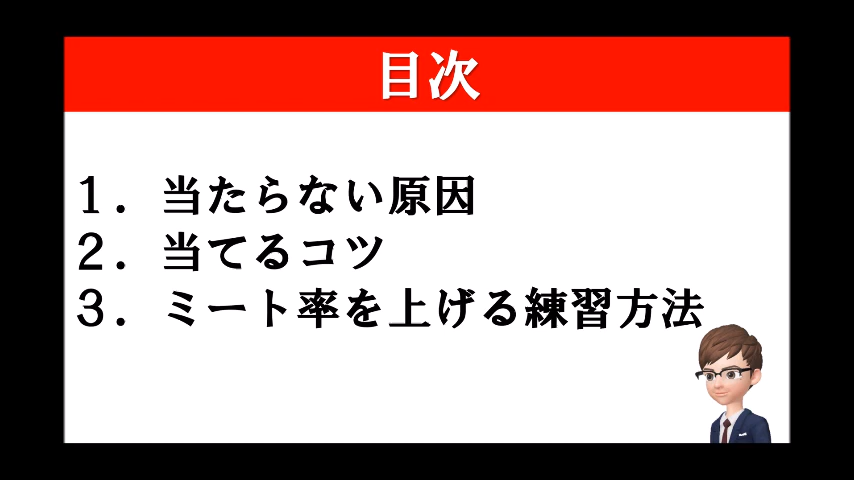 目次
１．当たらない原因
２．当てるコツ
３．ミート率を上げる練習方法